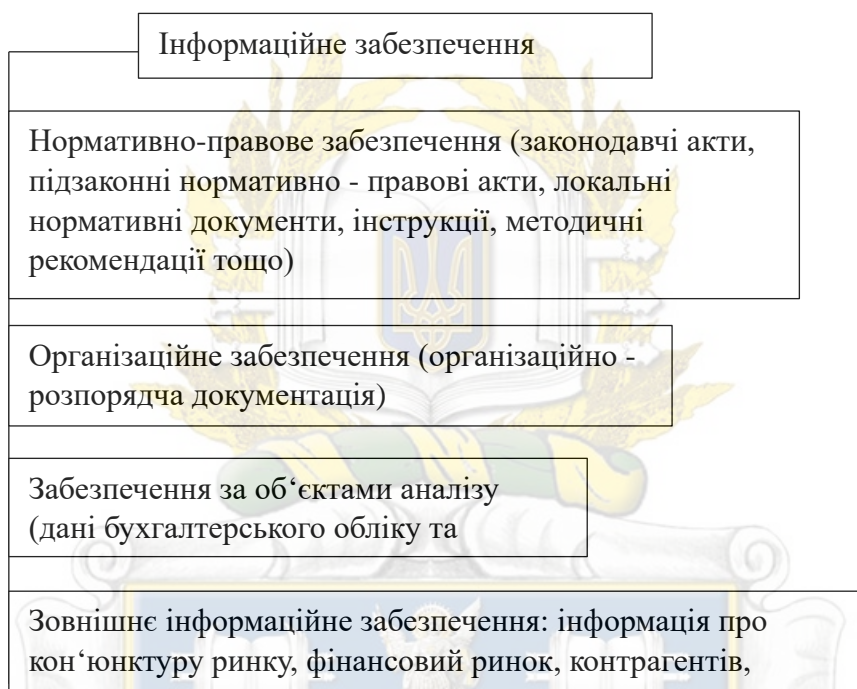 Інформаційне забезпечення
Нормативно-правове забезпечення (законодавчі акти,
підзаконні нормативно - правові акти, локальні
нормативні документи, інструкції, методичні
рекомендації тощо)
Організаційне забезпечення (організаційно -
розпорядча документація)
Забезпечення за об‘єктами аналізу
(дані бухгалтерського обліку та
Зовнішнє інформаційне забезпечення: інформація про
кон‘юнктуру ринку, фінансовий ринок, контрагентів,